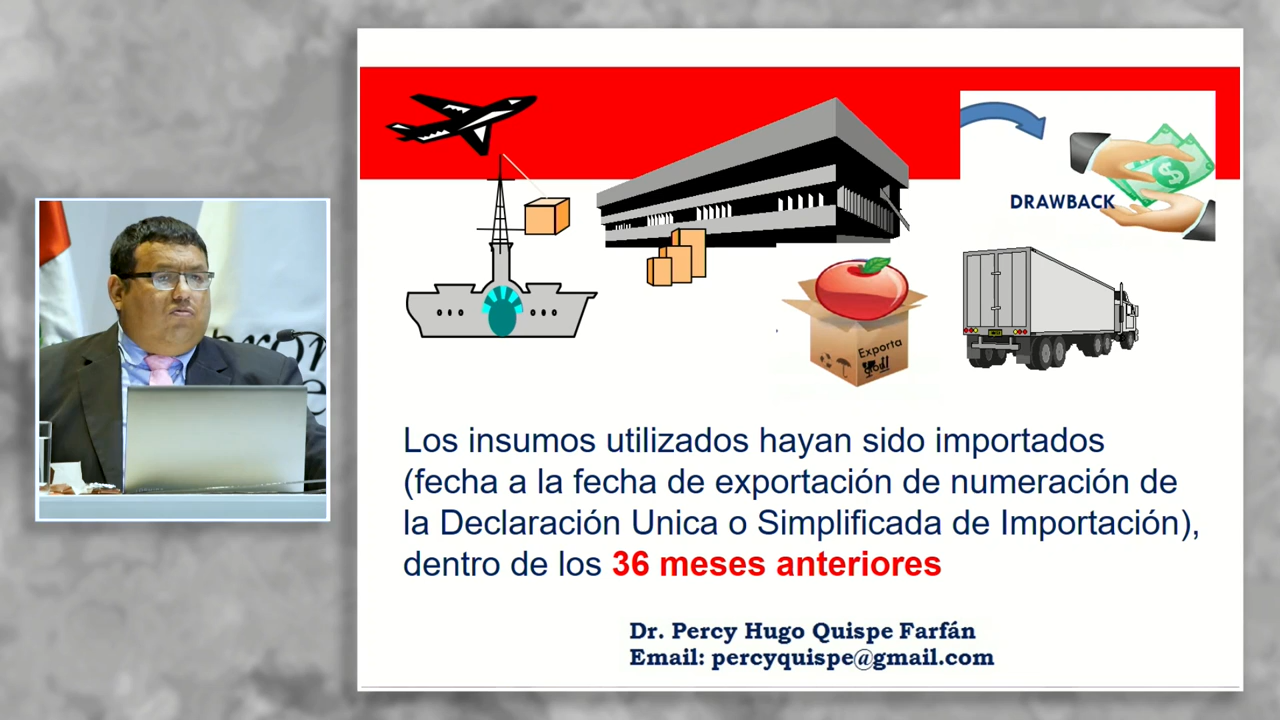 DRAWBACK
Exporta
Los insumos utilizados hayan sido importados
(fecha a la fecha de exportación de numeración de
la Declaración Unica o Simplificada de Importación),
dentro de los 36 meses anteriores
Dr. Percy Hugo Quispe Farfán
Email: percyquispe@gmail.com